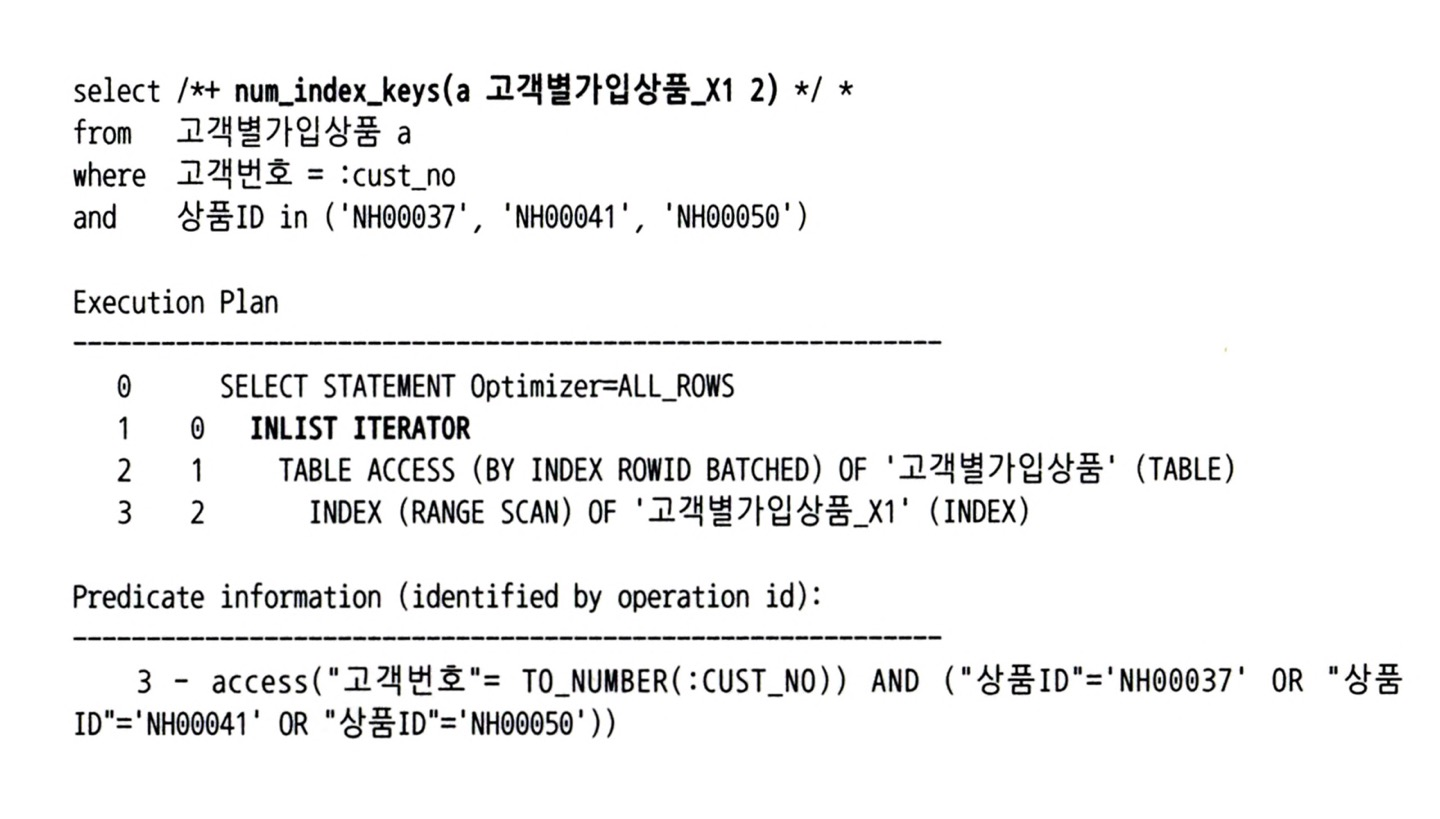 select /*+ num_index_keys(a 고객별가입상품_X1 2) */ *
from   고객별가입상품 a
where  고객번호 = :cust_no
and    상품ID in ('NH00037', 'NH00041', 'NH00050')
Execution Plan
-----------------------------------------------------------
   0      SELECT STATEMENT Optimizer=ALL_ROWS
   1    0   INLIST ITERATOR
   2    1     TABLE ACCESS (BY INDEX ROWID BATCHED) OF '고객별가입상품' (TABLE)
   3    2       INDEX (RANGE SCAN) OF '고객별가입상품_X1' (INDEX)
Predicate information (identified by operation id):
-----------------------------------------------------------
    3 - access("고객번호"= TO_NUMBER(:CUST_NO)) AND ("상품ID"='NH00037' OR "상품
ID"='NH00041' OR "상품ID"='NH00050'))